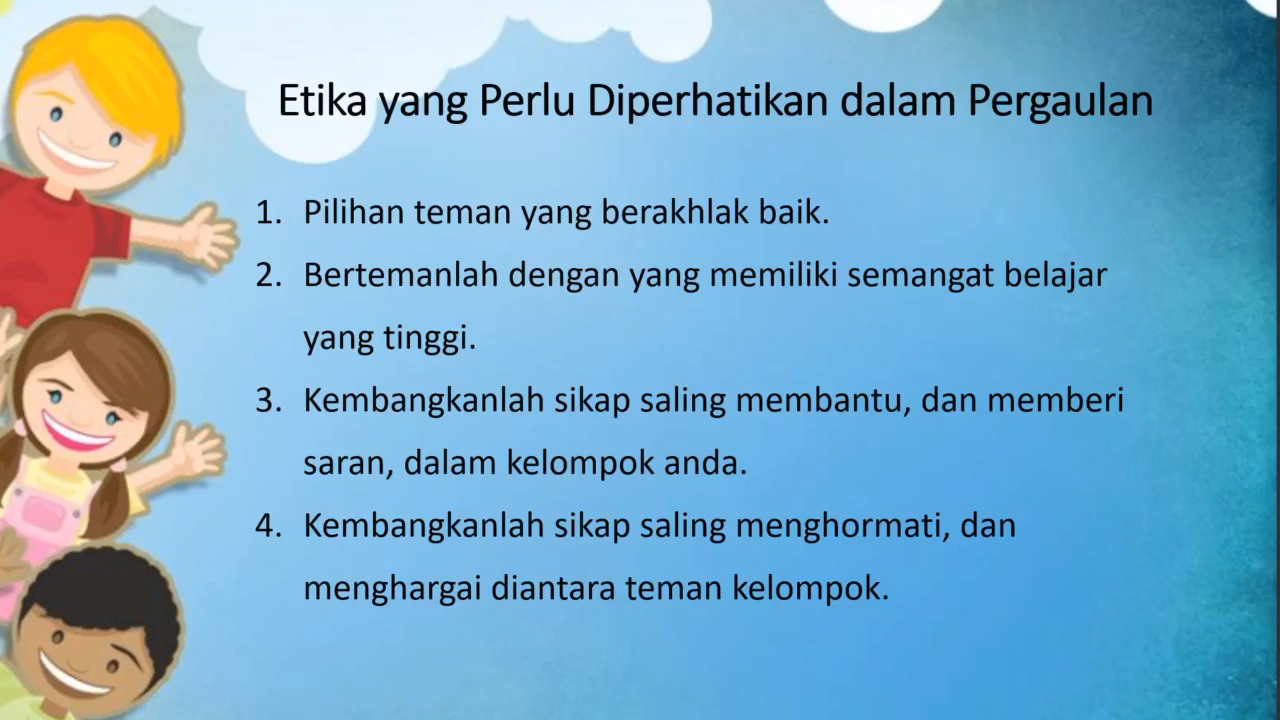 Etika yang Perlu Diperhatikan dalam Pergaulan
1. Pilihan teman yang berakhlak baik.
2. Bertemanlah dengan yang memiliki semangat belajar
yang tinggi.
3. Kembangkanlah sikap saling membantu, dan memberi
saran, dalam kelompok anda.
4. Kembangkanlah sikap saling menghormati, dan
menghargai diantara teman kelompok.